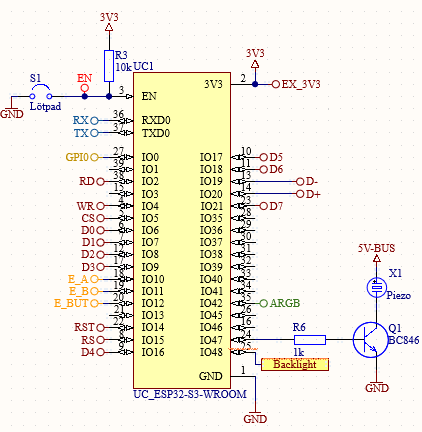 3V3
R3
10k
UC1
3V3
S1
EN
3 EN
3V3 2 EX_3V3
Lötpad
GND
RX 36 RXD0
TX 37 TXD0
GPI0 27 IO0 IO17 10 D5
39 IO1 IO18 11 D6
RD 38 IO2 IO19 13 D-
15 IO3 IO20 14 D+
WR 4 IO4 IO21 23 D7
CS 5 IO5 IO35 28
D0 6 IO6 IO36 29
D1 7 IO7 IO37 30
D2 12 IO8 IO38 31
D3 17 IO9 IO39 32
E_A 18 IO10 IO40 33
E_B 19 IO11 IO41 34
E_BUT 20 IO12 IO42 35 ARGB
21 IO13 IO45 26
RST 22 IO14 IO46 16
RS 8 IO15 IO47 24
D4 9 IO16 IO48 25
GND 1
UC_ESP32-S3-WROOM
GND
Backlight
R6
1k
5V-BUS
X1
Piezo
Q1
BC846
GND